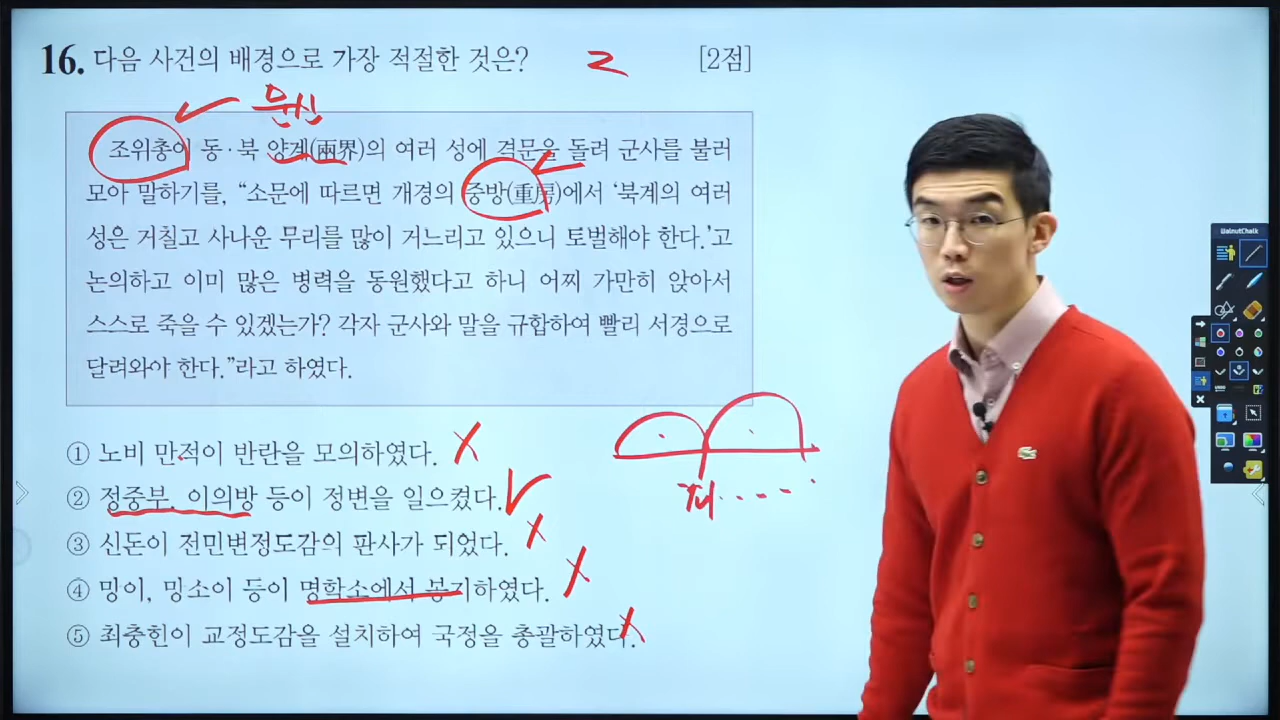 16. 다음 사건의 배경으로 가장 적절한 것은? 2 [2점]
문신
조위총이 동·북 양계(兩界)의 여러 성에 격문을 돌려 군사를 불러
모아 말하기를, “소문에 따르면 개경의 중방(重房)에서 ‘북계의 여러
성은 거칠고 사나운 무리를 많이 거느리고 있으니 토벌해야 한다.’고
논의하고 이미 많은 병력을 동원했다고 하니 어찌 가만히 앉아서
스스로 죽을 수 있겠는가? 각자 군사와 말을 규합하여 빨리 서경으로
달려와야 한다.”라고 하였다.
① 노비 만적이 반란을 모의하였다.
② 정중부, 이의방 등이 정변을 일으켰다.
③ 신돈이 전민변정도감의 판사가 되었다.
④ 망이, 망소이 등이 명학소에서 봉기하였다.
⑤ 최충헌이 교정도감을 설치하여 국정을 총괄하였다.
WalnutChalk